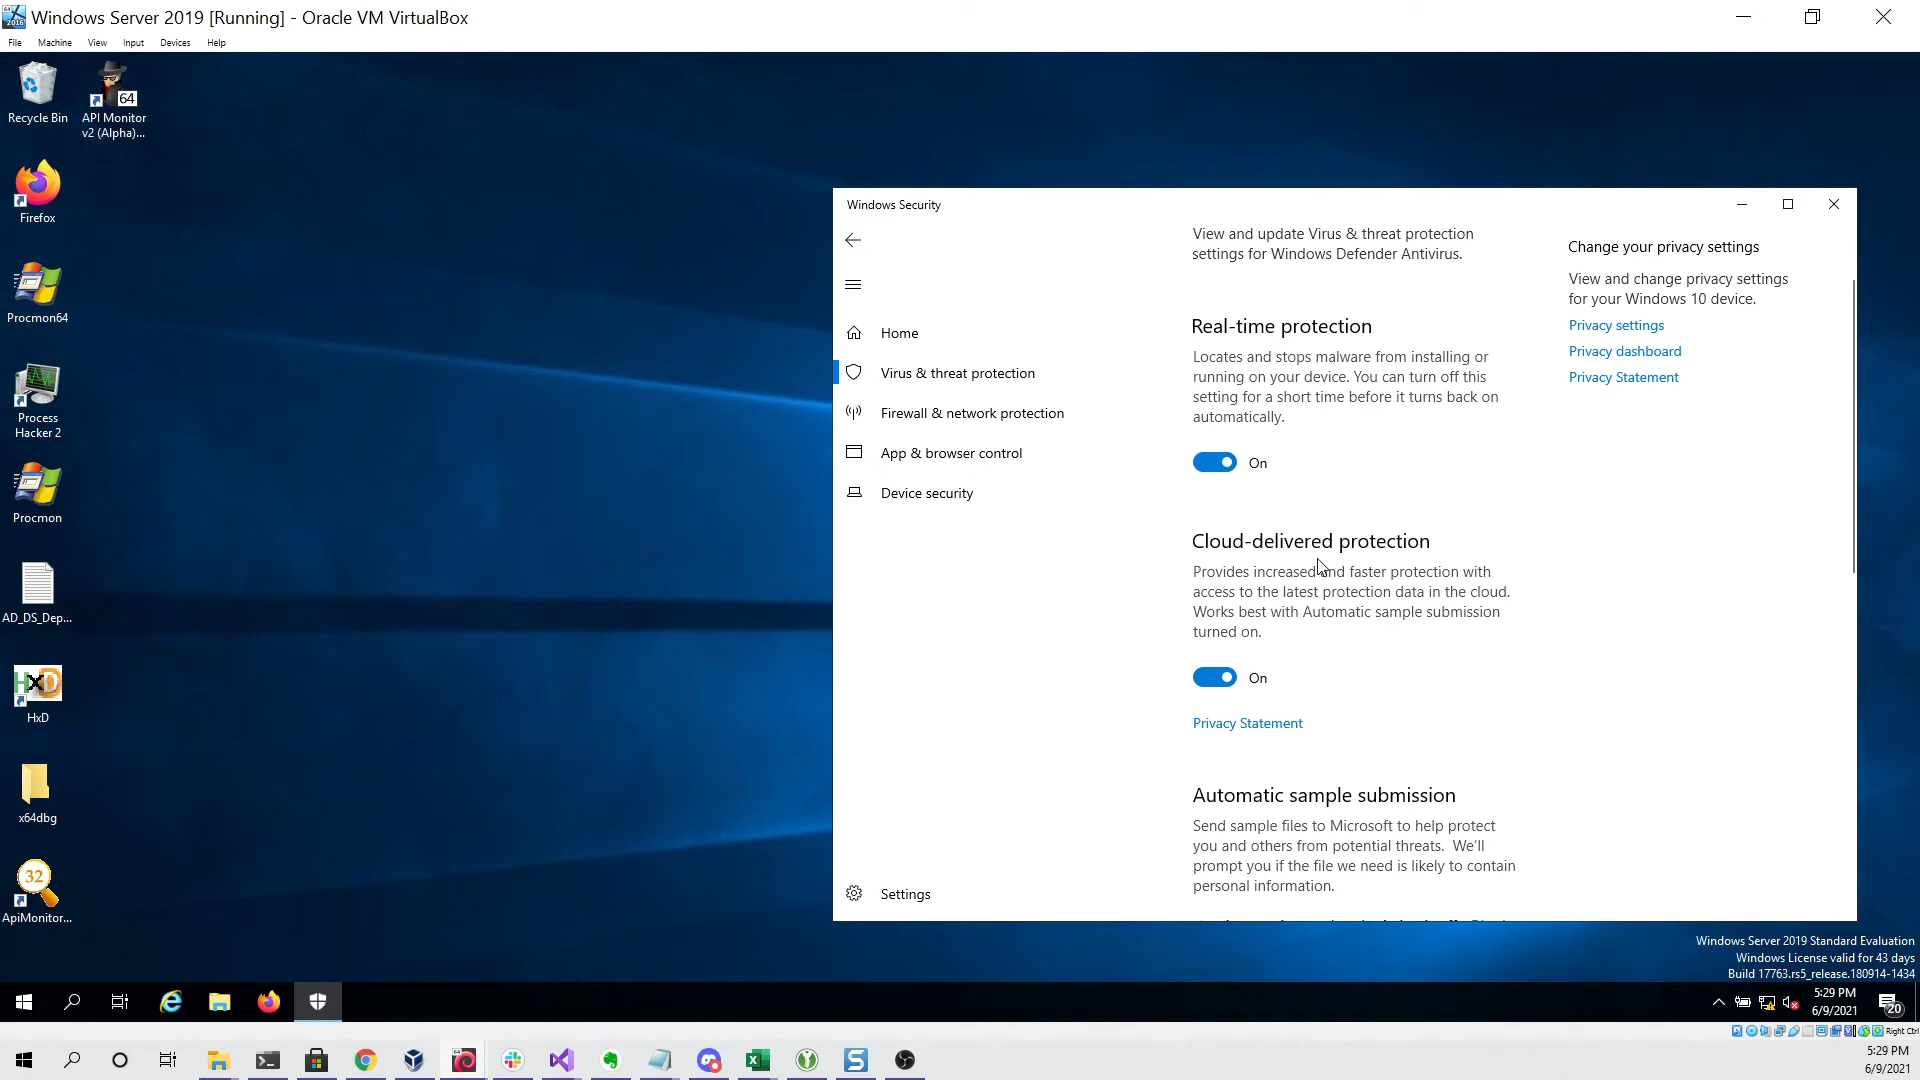 Windows Server 2019 [Running] - Oracle VM VirtualBox
File Machine View Input Devices Help
Recycle Bin
64
API Monitor
v2 (Alpha)...
Firefox
Procmon64
Process
Hacker 2
Procmon
AD_DS_Dep...
HxD
HxD
x64dbg
32
ApiMonitor...
Windows Security
Home
Virus & threat protection
Firewall & network protection
App & browser control
Device security
Settings
View and update Virus & threat protection
settings for Windows Defender Antivirus.
Real-time protection
Locates and stops malware from installing or
running on your device. You can turn off this
setting for a short time before it turns back on
automatically.
On
Cloud-delivered protection
Provides increased and faster protection with
access to the latest protection data in the cloud.
Works best with Automatic sample submission
turned on.
On
Privacy Statement
Automatic sample submission
Send sample files to Microsoft to help protect
you and others from potential threats. We'll
prompt you if the file we need is likely to contain
personal information.
Change your privacy settings
View and change privacy settings
for your Windows 10 device.
Privacy settings
Privacy dashboard
Privacy Statement
Windows Server 2019 Standard Evaluation
Windows License valid for 43 days
Build 17763.rs5_release.180914-1434
5:29 PM
6/9/2021
20
Right Ctrl
5:29 PM
6/9/2021